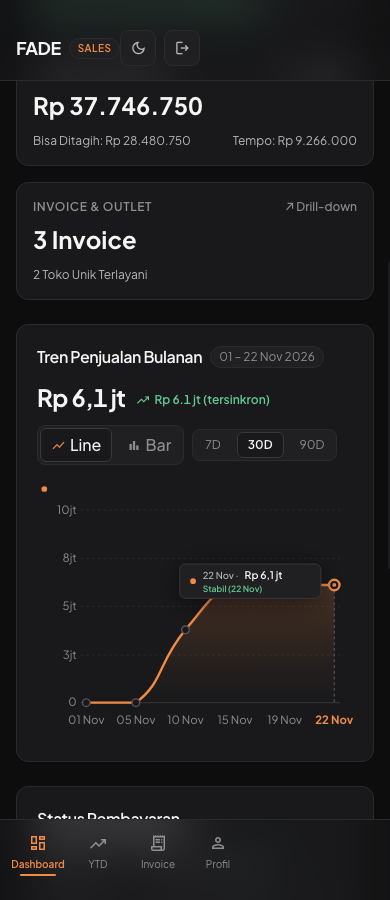 FADE SALES
Rp 37.746.750
Bisa Ditagih: Rp 28.480.750 Tempo: Rp 9.266.000
INVOICE & OUTLET Drill-down
3 Invoice
2 Toko Unik Terlayani
Tren Penjualan Bulanan 01 – 22 Nov 2026
Rp 6,1 jt Rp 6.1 jt (tersinkron)
Line Bar 7D 30D 90D
10jt
8jt
22 Nov · Rp 6,1 jt
Stabil (22 Nov)
5jt
3jt
0
01 Nov 05 Nov 10 Nov 15 Nov 19 Nov 22 Nov
Status Pembayaran
Dashboard YTD Invoice Profil